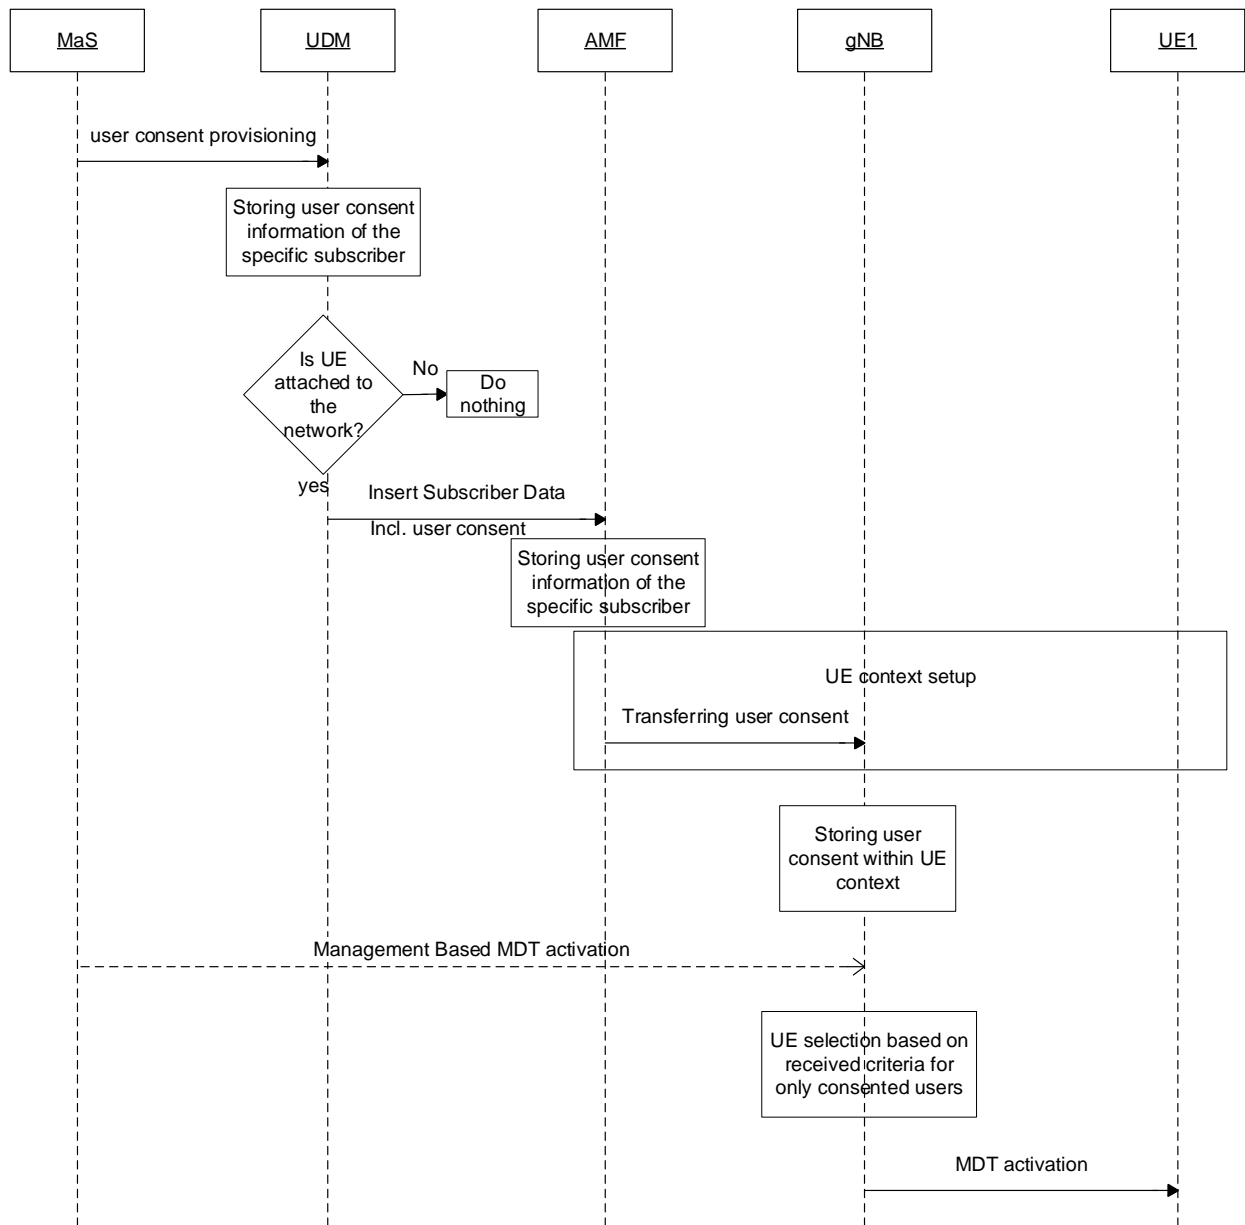 MaS
UDM
AMF
gNB
UE1
user consent provisioning
Storing user consent
information of the
specific subscriber
Is UE
attached to
the
network?
No
Do
nothing
yes
Insert Subscriber Data
Incl. user consent
Storing user consent
information of the
specific subscriber
UE context setup
Transferring user consent
Storing user
consent within UE
context
Management Based MDT activation
UE selection based on
received criteria for
only consented users
MDT activation